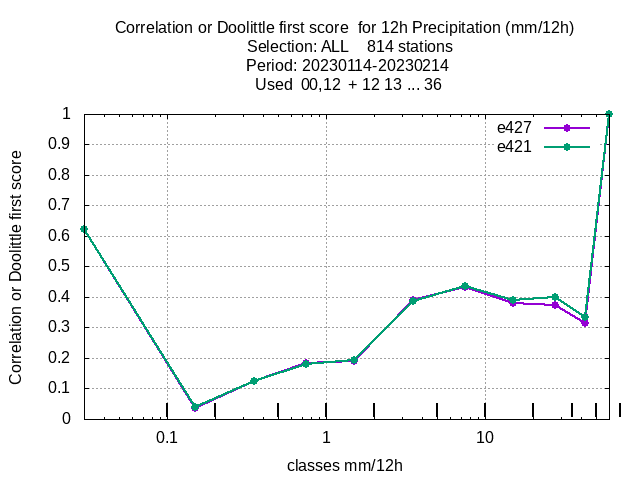 Correlation or Doolittle first score  for 12h Precipitation (mm/12h)
Selection: ALL    814 stations
Period: 20230114-20230214
Used  00,12  + 12 13 ... 36
e427
e421
Correlation or Doolittle first score
1
0.9
0.8
0.7
0.6
0.5
0.4
0.3
0.2
0.1
0
0.1 1 10
classes mm/12h